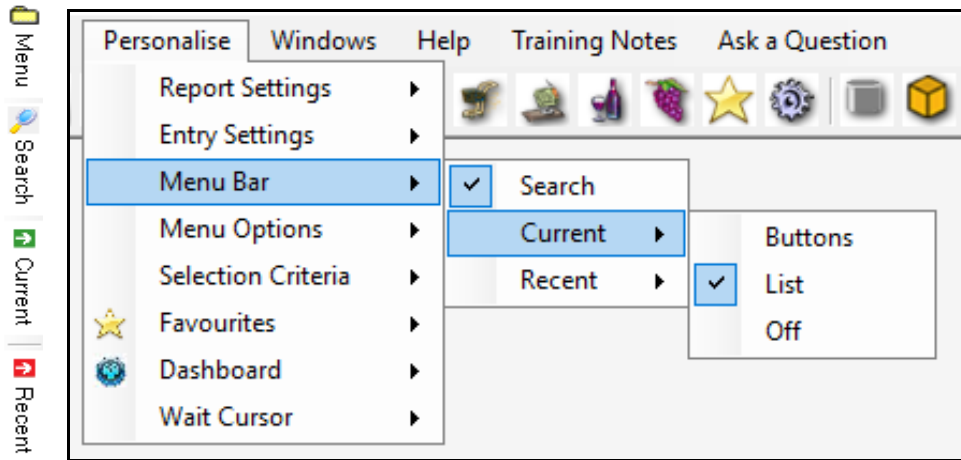 Menu
Search
Current
Recent
Personalise Windows Help Training Notes Ask a Question
Report Settings
Entry Settings
Menu Bar
Menu Options
Selection Criteria
Favourites
Dashboard
Wait Cursor
Search
Current
Recent
Buttons
List
Off